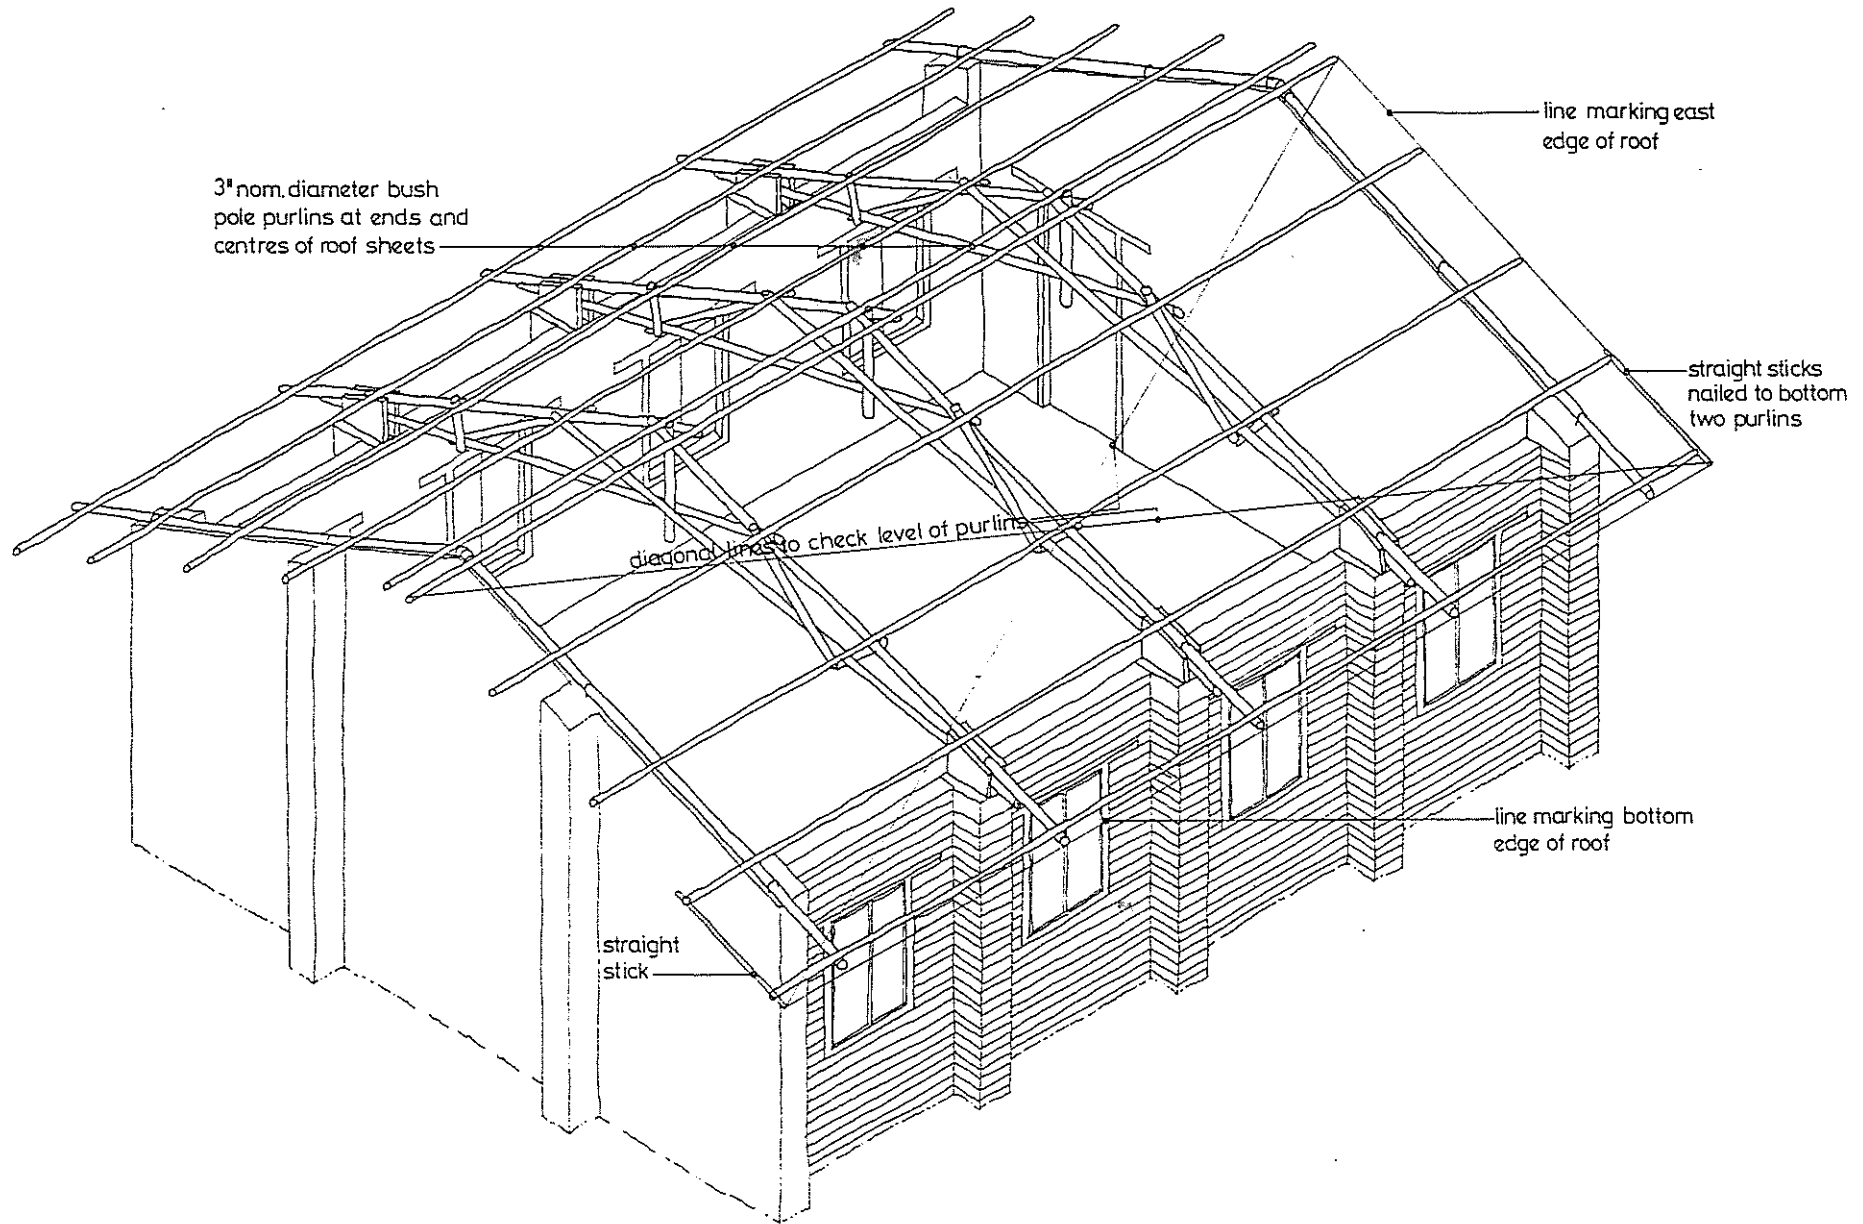 line marking east
edge of roof
3" nom. diameter bush
pole purlins at ends and
centres of roof sheets
straight sticks
nailed to bottom
two purlins
diagonal lines to check level of purlins
line marking bottom
edge of roof
straight
stick